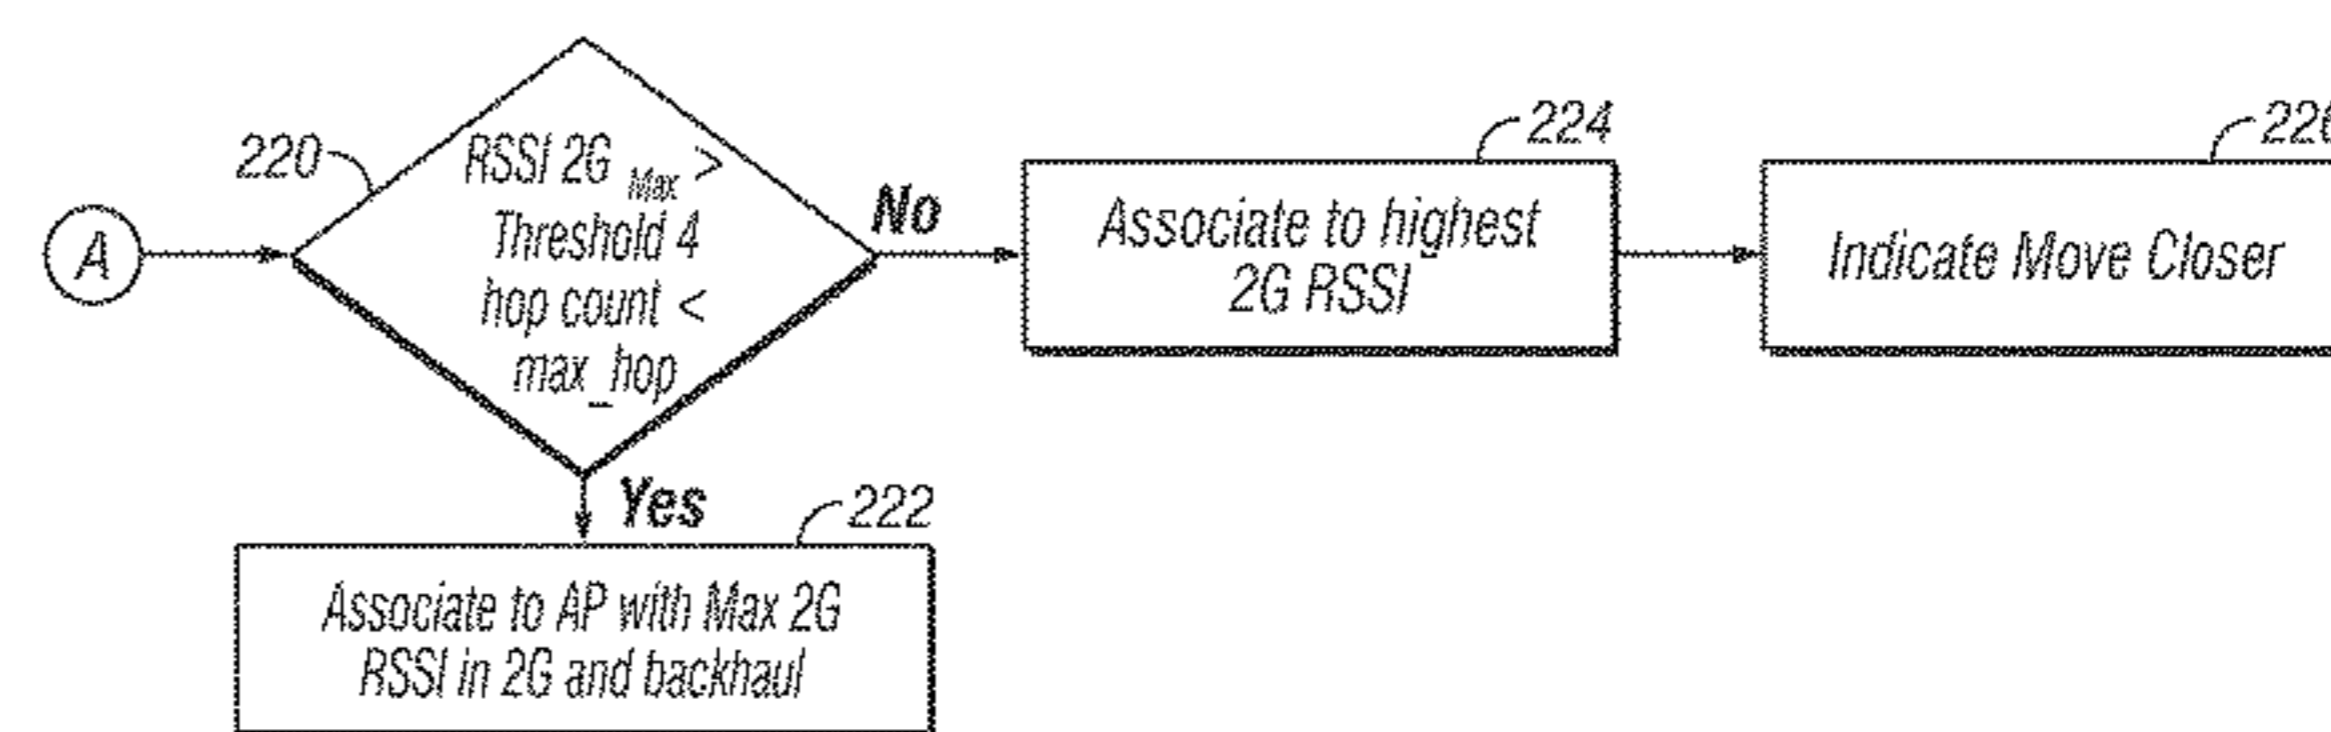 220
A
RSSI 2G Max >
Threshold 4
hop count <
max_hop
No
224
Associate to highest
2G RSSI
Indicate Move Closer
Yes
222
Associate to AP with Max 2G
RSSI in 2G and backhaul